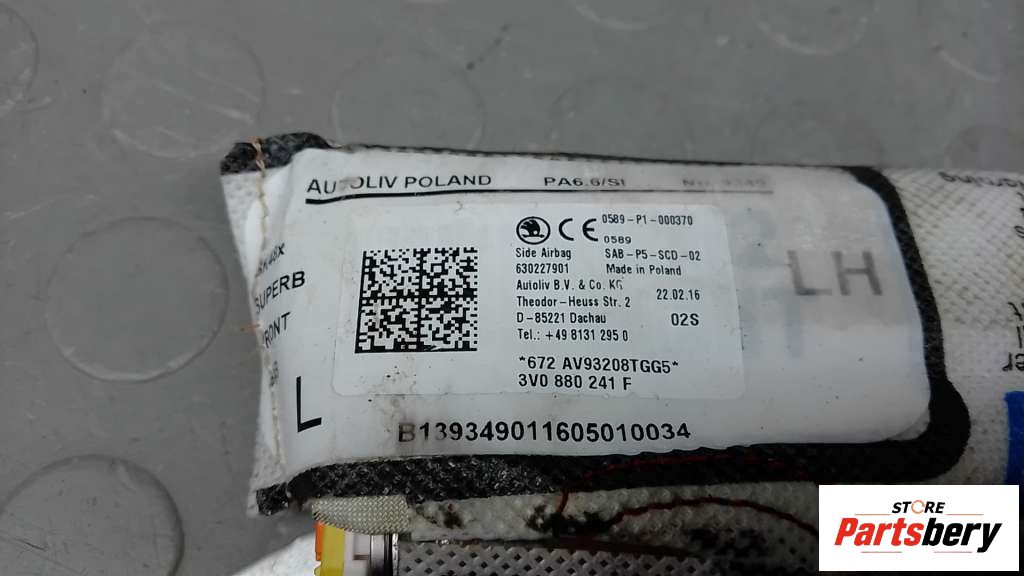 AUTOLIV POLAND PA6.6/SI
0589-P1-000370
CE 0589
Side Airbag SAB-P5-SCD-02
630227901 Made in Poland
Autoliv B.V. & Co. KG
Theodor-Heuss Str. 2 22.02.16
D-85221 Dachau 02S
Tel.: +49 8131 295 0
*672 AV93208TGG5*
3V0 880 241 F
SUPERB
L
LH
B139349011605010034
STORE
Partsbery